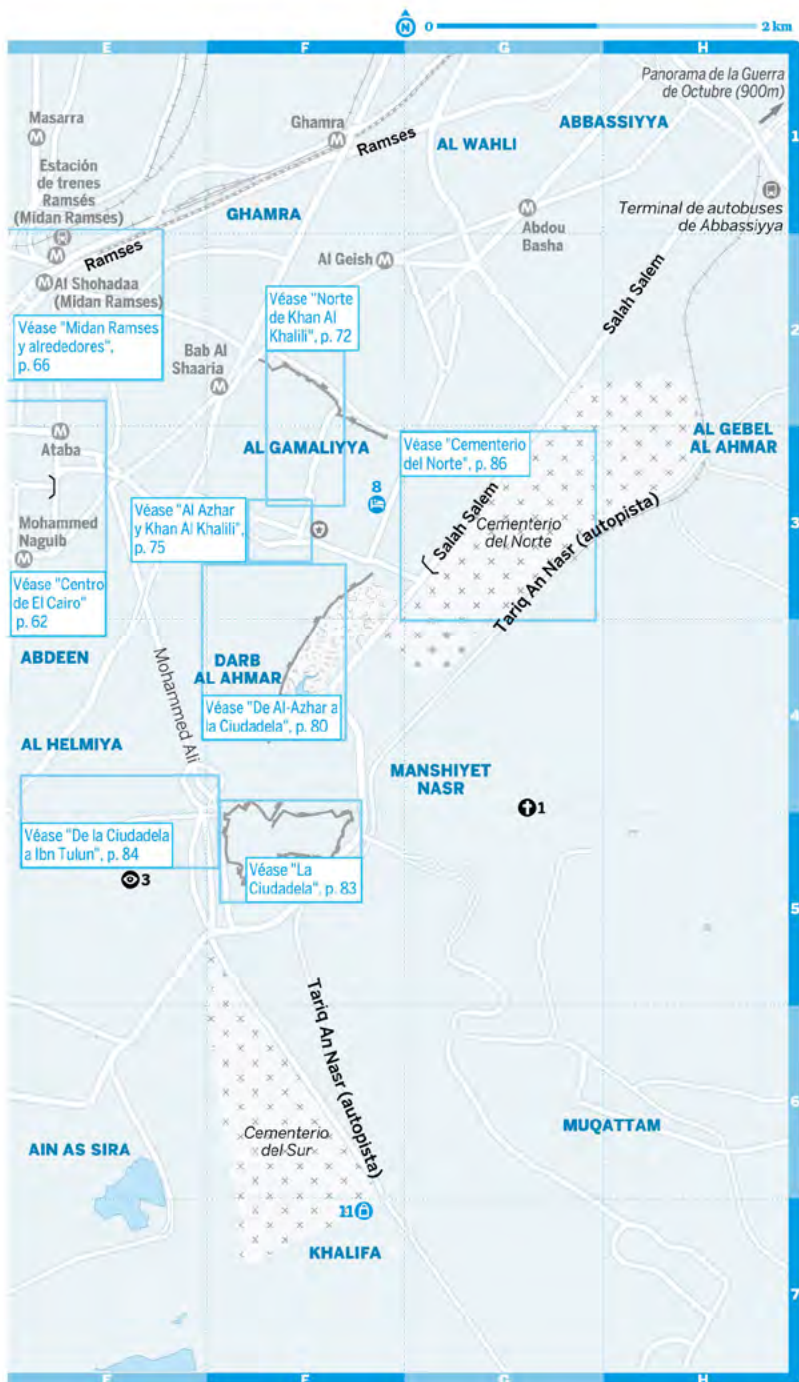 N 0 2 km
E F G H
Panorama de la Guerra
de Octubre (900m)
1
Masarra
M
Ghamra
M
Ramses
ABBASSIYYA
AL WAHLI
Estación
de trenes
Ramsés
(Midan Ramses)
GHAMRA
M
Abdou
Basha
Terminal de autobuses
de Abbassiyya
Ramses
M
M Al Shohadaa
(Midan Ramses)
Al Geish M
Salah Salem
2
Véase "Midan Ramses
y alrededores",
p. 66
Véase "Norte
de Khan Al
Khalili", p. 72
Bab Al
Shaaria
M
M
Ataba
AL GAMALIYYA
Véase "Cementerio
del Norte", p. 86
AL GEBEL
AL AHMAR
8
Véase "Al Azhar
y Khan Al Khalili",
p. 75
Mohammed
Naguib
M
Salah Salem
Cementerio
del Norte
Tariq An Nasr (autopista)
3
Véase "Centro
de El Cairo"
p. 62
ABDEEN
Mohammed Ali
DARB
AL AHMAR
Véase "De Al-Azhar a
la Ciudadela", p. 80
4
AL HELMIYA
MANSHIYET
NASR
1
Véase "De la Ciudadela
a Ibn Tulun", p. 84
Véase "La
Ciudadela", p. 83
3
5
Tariq An Nasr (autopista)
6
Cementerio
del Sur
AIN AS SIRA
MUQATTAM
11
KHALIFA
7
E F G H